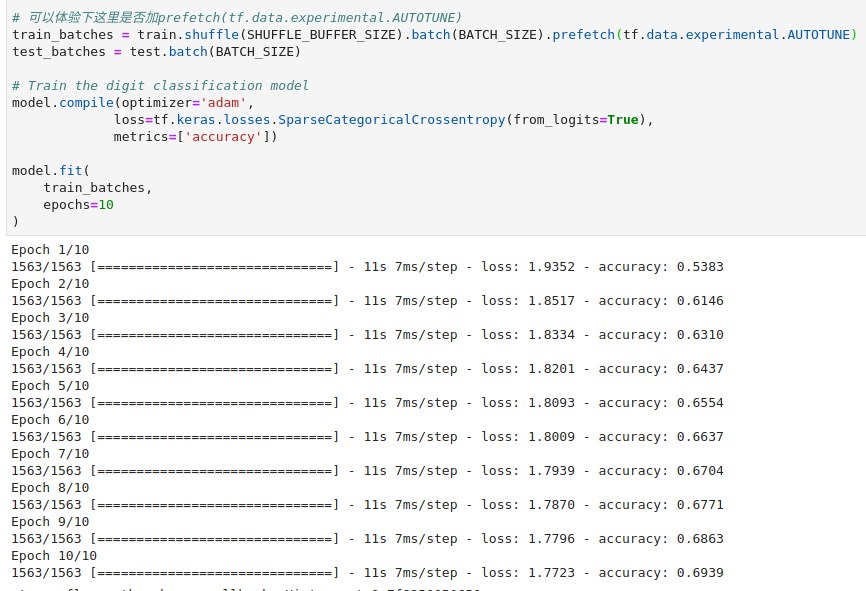 # 可以体验下这里是否加prefetch(tf.data.experimental.AUTOTUNE)
train_batches = train.shuffle(SHUFFLE_BUFFER_SIZE).batch(BATCH_SIZE).prefetch(tf.data.experimental.AUTOTUNE)
test_batches = test.batch(BATCH_SIZE)
# Train the digit classification model
model.compile(optimizer='adam',
             loss=tf.keras.losses.SparseCategoricalCrossentropy(from_logits=True),
             metrics=['accuracy'])
model.fit(
    train_batches,
    epochs=10
)
Epoch 1/10
1563/1563 [==============================] - 11s 7ms/step - loss: 1.9352 - accuracy: 0.5383
Epoch 2/10
1563/1563 [==============================] - 11s 7ms/step - loss: 1.8517 - accuracy: 0.6146
Epoch 3/10
1563/1563 [==============================] - 11s 7ms/step - loss: 1.8334 - accuracy: 0.6310
Epoch 4/10
1563/1563 [==============================] - 11s 7ms/step - loss: 1.8201 - accuracy: 0.6437
Epoch 5/10
1563/1563 [==============================] - 11s 7ms/step - loss: 1.8093 - accuracy: 0.6554
Epoch 6/10
1563/1563 [==============================] - 11s 7ms/step - loss: 1.8009 - accuracy: 0.6637
Epoch 7/10
1563/1563 [==============================] - 11s 7ms/step - loss: 1.7939 - accuracy: 0.6704
Epoch 8/10
1563/1563 [==============================] - 11s 7ms/step - loss: 1.7870 - accuracy: 0.6771
Epoch 9/10
1563/1563 [==============================] - 11s 7ms/step - loss: 1.7796 - accuracy: 0.6863
Epoch 10/10
1563/1563 [==============================] - 11s 7ms/step - loss: 1.7723 - accuracy: 0.6939